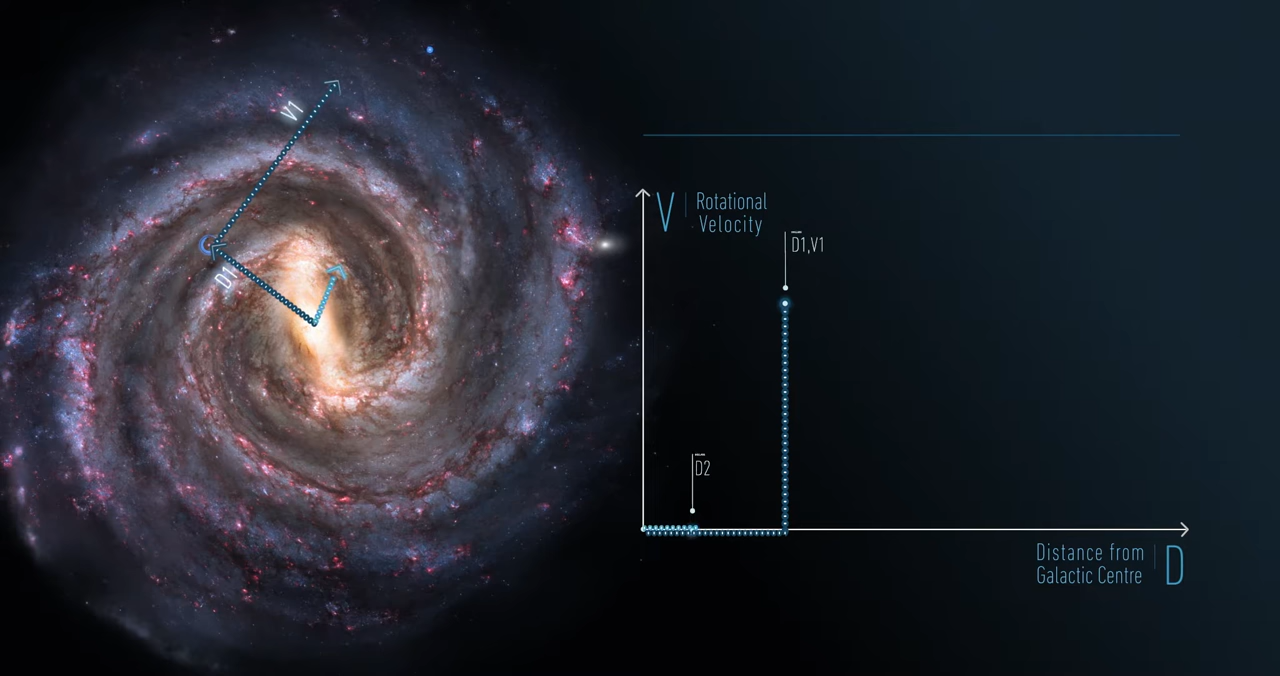 V1
D1
V
Rotational
Velocity
D1,V1
D2
Distance from
Galactic Centre
D